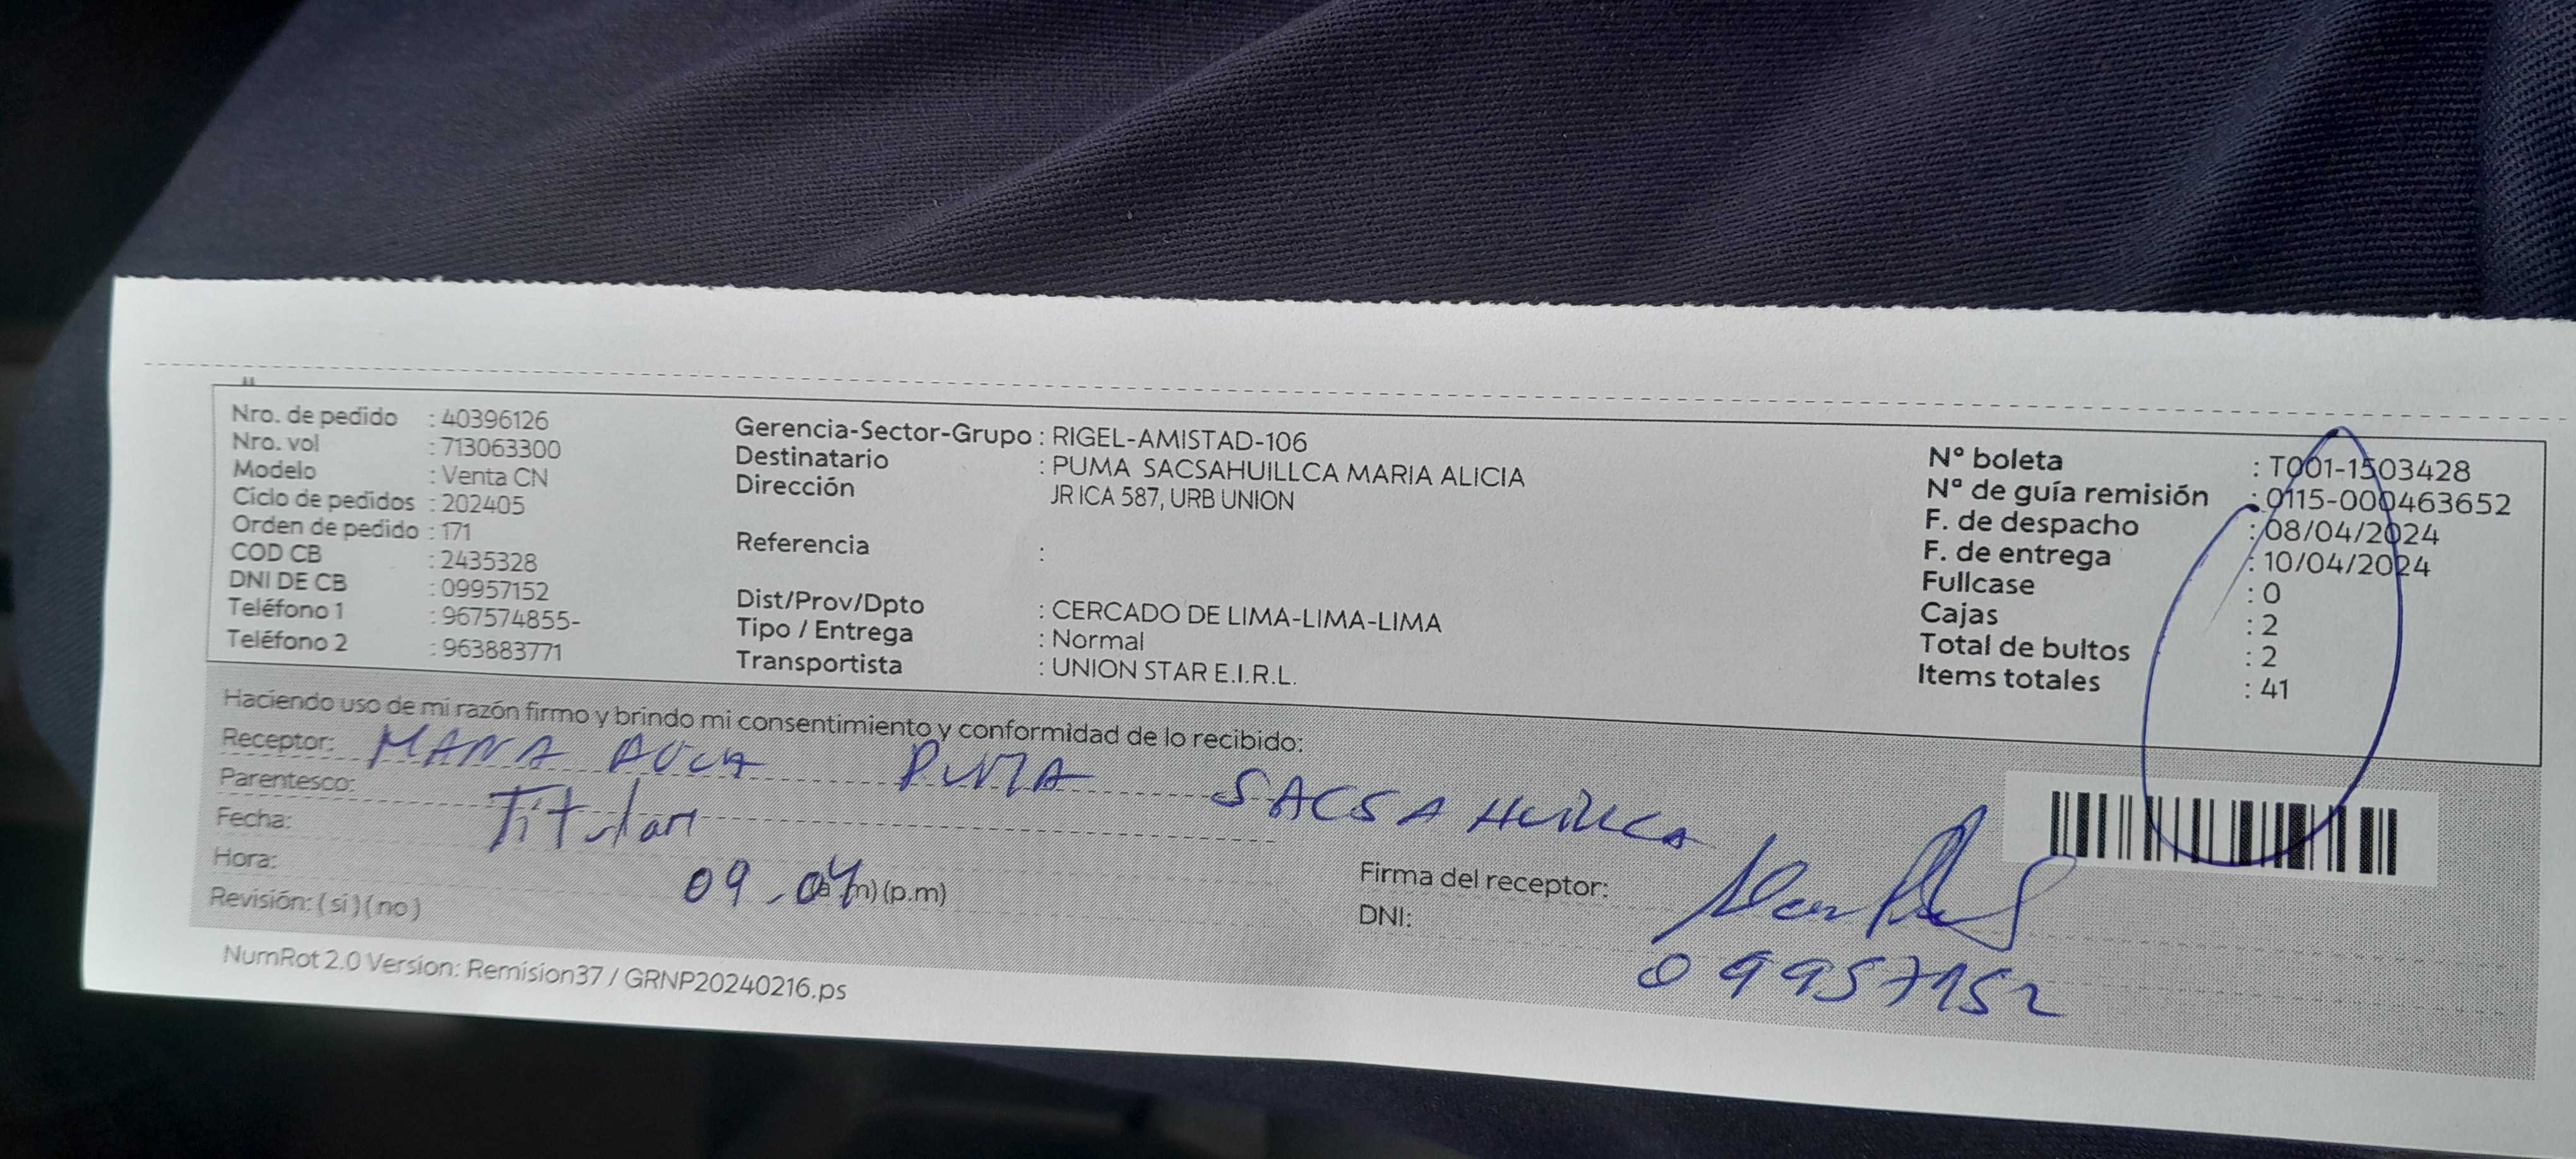 Nro. de pedido : 40396126
Nro. vol : 713063300
Modelo : Venta CN
Ciclo de pedidos : 202405
Orden de pedido : 171
COD CB : 2435328
DNI DE CB : 09957152
Teléfono 1 : 967574855-
Teléfono 2 : 963883771
Gerencia-Sector-Grupo : RIGEL-AMISTAD-106
Destinatario : PUMA SACSAHUILLCA MARIA ALICIA
Dirección JR ICA 587, URB UNION
Referencia :
Dist/Prov/Dpto : CERCADO DE LIMA-LIMA-LIMA
Tipo / Entrega : Normal
Transportista : UNION STAR E.I.R.L.
N° boleta : T001-1503428
N° de guía remisión : 0115-000463652
F. de despacho : 08/04/2024
F. de entrega : 10/04/2024
Fullcase : 0
Cajas : 2
Total de bultos : 2
Items totales : 41
Haciendo uso de mi razón firmo y brindo mi consentimiento y conformidad de lo recibido:
Receptor: PUMA SACSAHUILLCA
Parentesco: Titular
Fecha: 09-04
Hora: (a.m) (p.m)
Revisión: ( si ) ( no )
Firma del receptor:
DNI: 09957152
NumRot 2.0 Version: Remision37 / GRNP20240216.ps